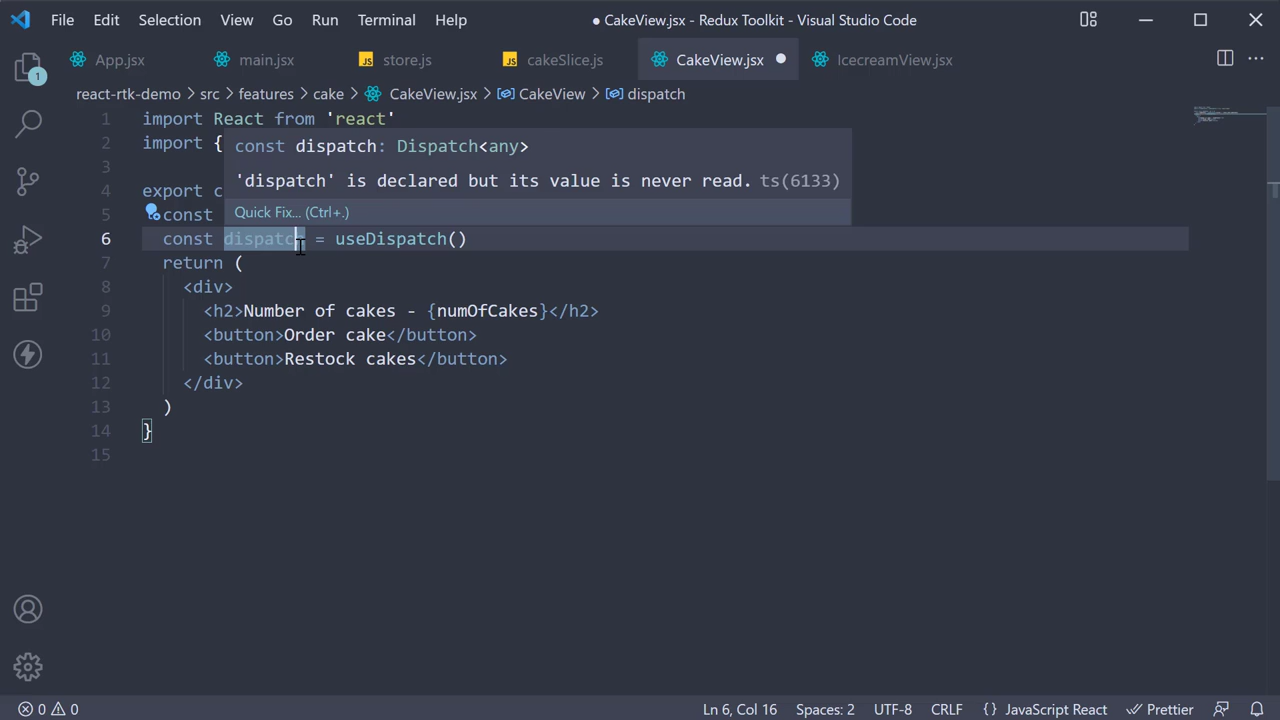 File Edit Selection View Go Run Terminal Help ● CakeView.jsx - Redux Toolkit - Visual Studio Code
App.jsx main.jsx JS store.js JS cakeSlice.js CakeView.jsx ● IcecreamView.jsx
react-rtk-demo > src > features > cake > CakeView.jsx > CakeView > dispatch
1 import React from 'react'
2 import {
const dispatch: Dispatch<any>
3
'dispatch' is declared but its value is never read. ts(6133)
4 export c
Quick Fix... (Ctrl+.)
5 const
6 const dispatch = useDispatch()
7 return (
8 <div>
9 <h2>Number of cakes - {numOfCakes}</h2>
10 <button>Order cake</button>
11 <button>Restock cakes</button>
12 </div>
13 )
14 }
15
1
0 0 Ln 6, Col 16 Spaces: 2 UTF-8 CRLF {} JavaScript React Prettier